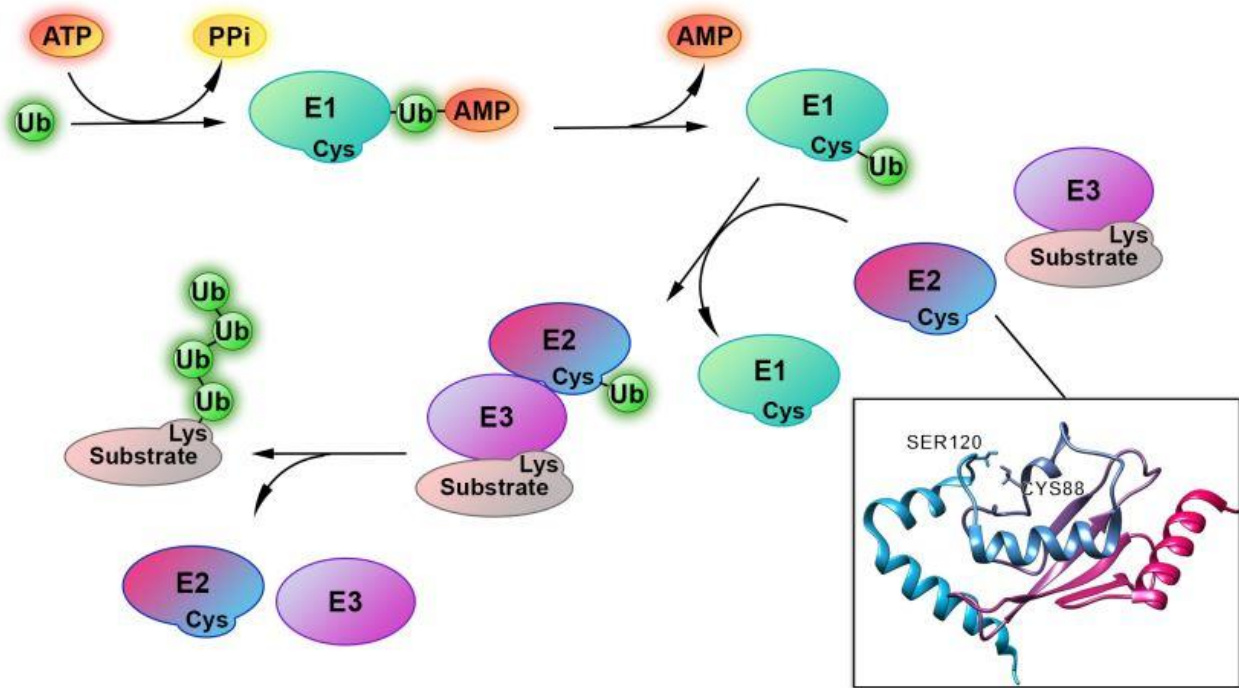 ATP
PPi
AMP
Ub
E1
Cys
Ub
AMP
E1
Cys
Ub
E3
Lys
Substrate
E2
Cys
Ub
Ub
Ub
Ub
Lys
Substrate
E2
Cys
Ub
E3
Lys
Substrate
E1
Cys
E2
Cys
E3
SER120
CYS88